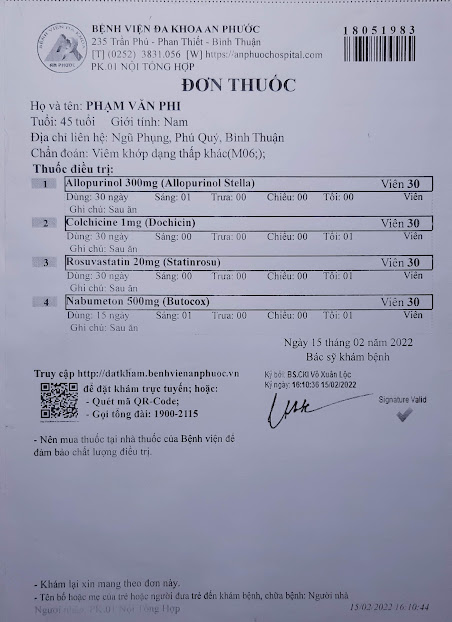 BỆNH VIỆN ĐA KHOA AN PHƯỚC
235 Trần Phú - Phan Thiết - Bình Thuận
[T] (0252) 3831.056 [W] https://anphuochospital.com
PK.01 NỘI TỔNG HỢP
18051983
BỆNH VIỆN ĐK
AN PHƯỚC
ĐƠN THUỐC
Họ và tên: PHẠM VĂN PHI
Tuổi: 45 tuổi Giới tính: Nam
Địa chỉ liên hệ: Ngũ Phụng, Phú Quý, Bình Thuận
Chẩn đoán: Viêm khớp dạng thấp khác(M06;);
Thuốc điều trị:
1 Allopurinol 300mg (Allopurinol Stella) Viên 30
Dùng: 30 ngày Sáng: 01 Trưa: 00 Chiều: 00 Tối: 00 Viên
Ghi chú: Sau ăn
2 Colchicine 1mg (Dochicin) Viên 30
Dùng: 30 ngày Sáng: 00 Trưa: 00 Chiều: 00 Tối: 01 Viên
Ghi chú: Sau ăn
3 Rosuvastatin 20mg (Statinrosu) Viên 30
Dùng: 30 ngày Sáng: 00 Trưa: 00 Chiều: 00 Tối: 01 Viên
Ghi chú: Sau ăn
4 Nabumeton 500mg (Butocox) Viên 30
Dùng: 15 ngày Sáng: 01 Trưa: 00 Chiều: 00 Tối: 01 Viên
Ghi chú: Sau ăn
Ngày 15 tháng 02 năm 2022
Bác sỹ khám bệnh
Truy cập http://datkham.benhvienanphuoc.vn
để đặt khám trực tuyến; hoặc:
- Quét mã QR-Code;
- Gọi tổng đài: 1900-2115
Ký bởi: BS.CKI Võ Xuân Lộc
Ký ngày: 16:10:36 15/02/2022
Signature Valid
- Nên mua thuốc tại nhà thuốc của Bệnh viện để
đảm bảo chất lượng điều trị.
- Khám lại xin mang theo đơn này.
- Tên bố hoặc mẹ của trẻ hoặc người đưa trẻ đến khám bệnh, chữa bệnh: Người nhà
PK.01 Nội Tổng Hợp
15/02/2022 16:10:44